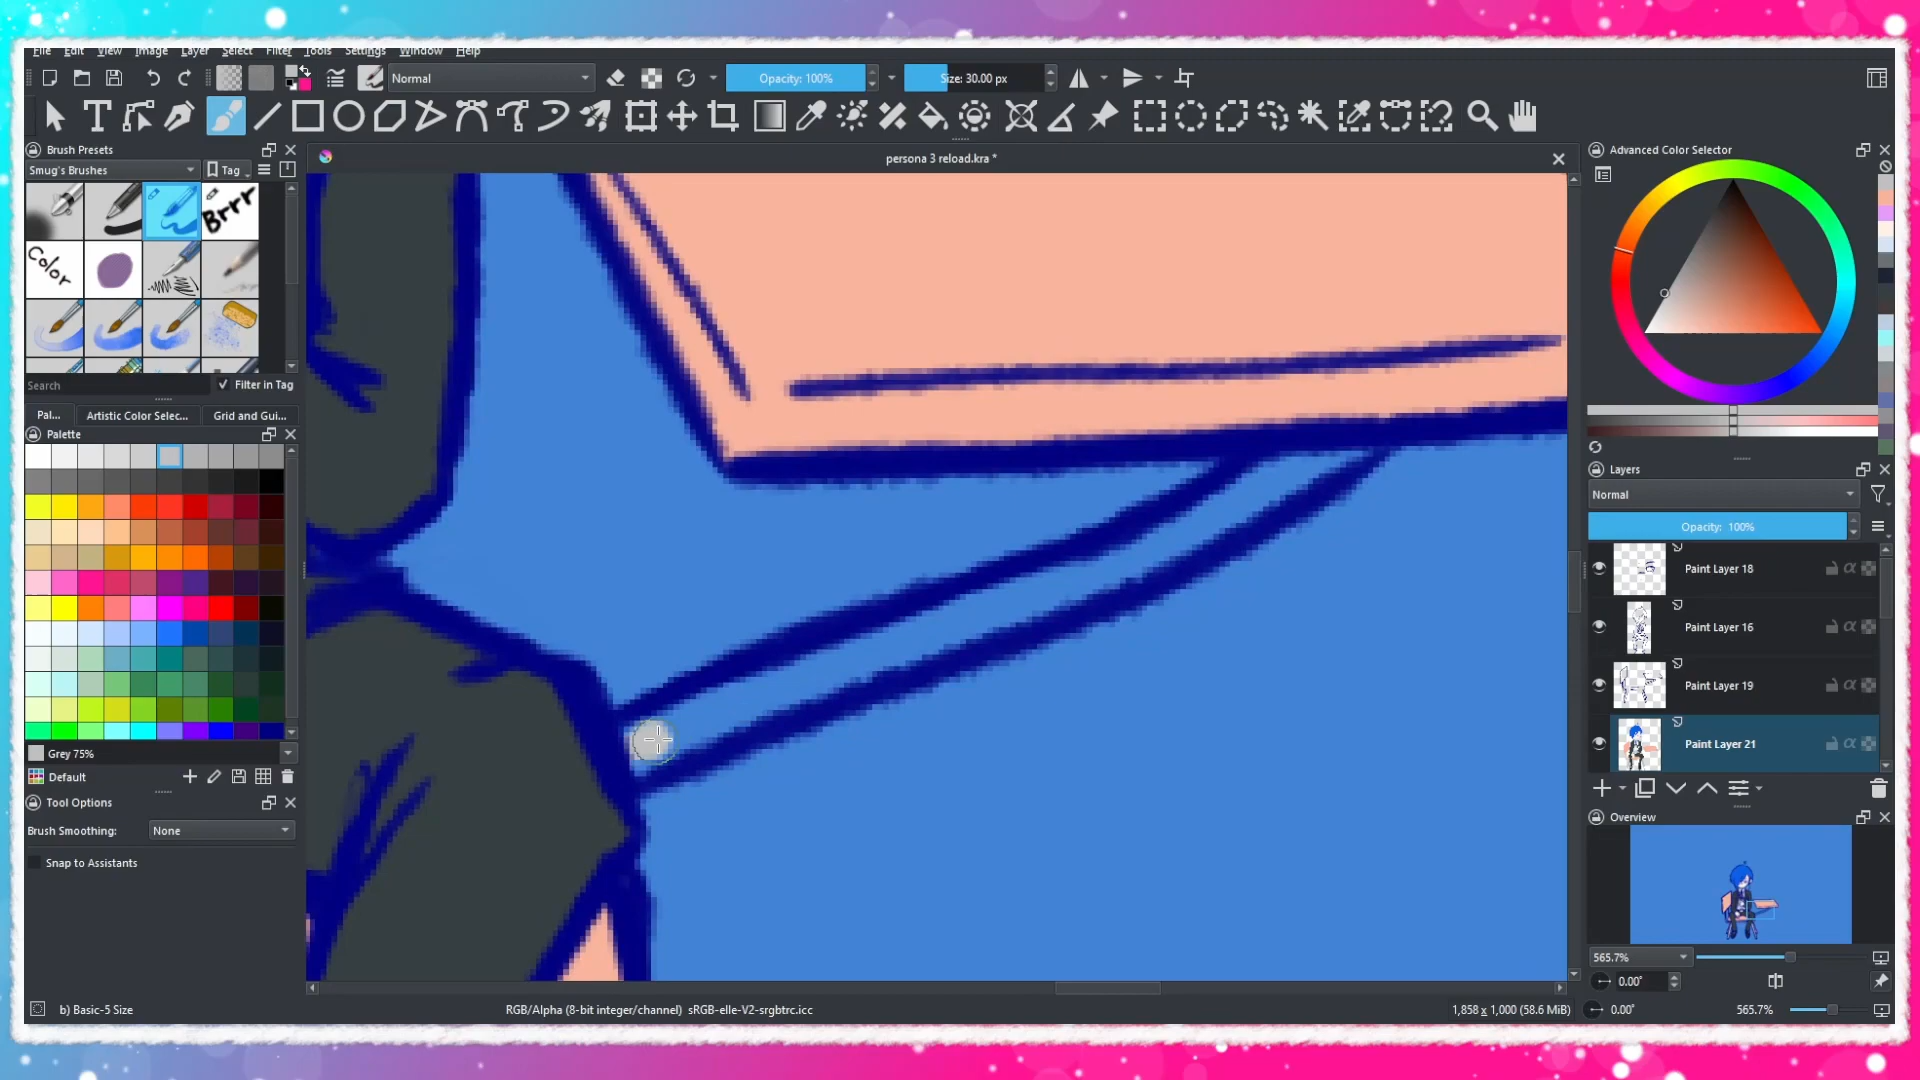 File Edit View Image Layer Select Filter Tools Settings Window Help
Normal
Opacity: 100%
Size: 30.00 px
Brush Presets
persona 3 reload.kra *
Advanced Color Selector
Smug's Brushes
Tag
Brrr
Color
Search
Filter in Tag
Pal... Artistic Color Selec... Grid and Gui...
Palette
Layers
Normal
Opacity: 100%
Paint Layer 18
Paint Layer 16
Paint Layer 19
Paint Layer 21
Grey 75%
Default
Tool Options
Overview
Brush Smoothing: None
Snap to Assistants
565.7%
0.00°
b) Basic-5 Size
RGB/Alpha (8-bit integer/channel) sRGB-elle-V2-srgbtrc.icc
1,858 x 1,000 (58.6 MiB)
0.00°
565.7%